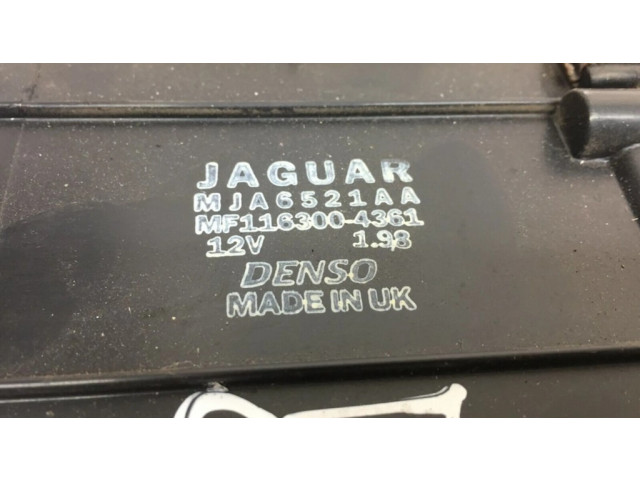 JAGUAR
MJA6521AA
MF116300-4361
12V 1.98
DENSO
MADE IN UK